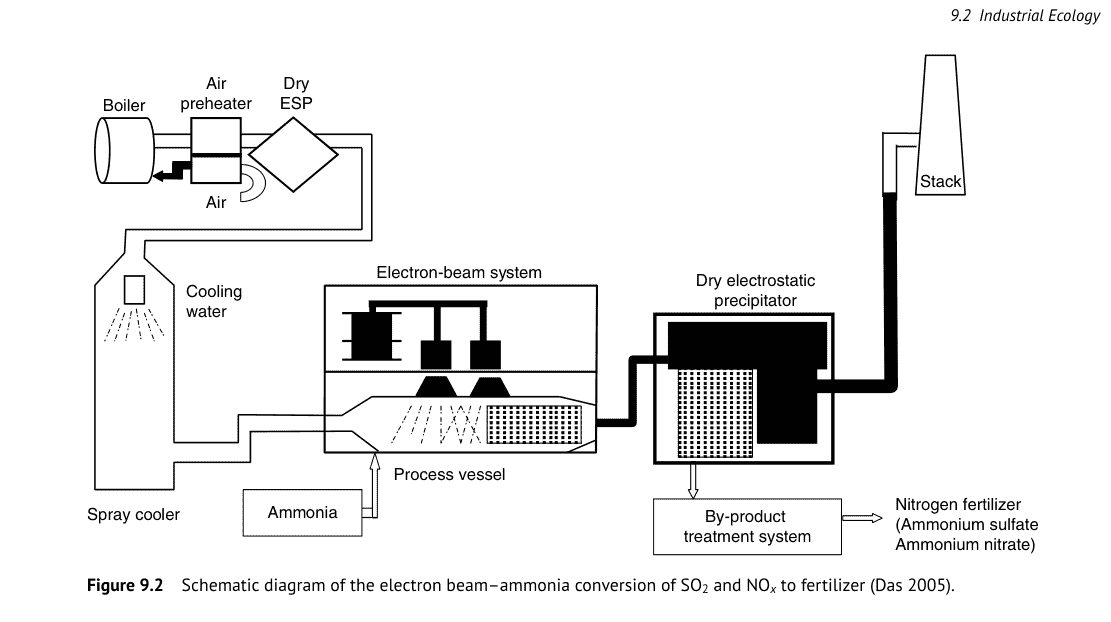 9.2 Industrial Ecology
Boiler
Air
preheater
Dry
ESP
Air
Stack
Cooling
water
Electron-beam system
Dry electrostatic
precipitator
Process vessel
Spray cooler
Ammonia
By-product
treatment system
Nitrogen fertilizer
(Ammonium sulfate
Ammonium nitrate)
Figure 9.2 Schematic diagram of the electron beam–ammonia conversion of SO₂ and NOₓ to fertilizer (Das 2005).